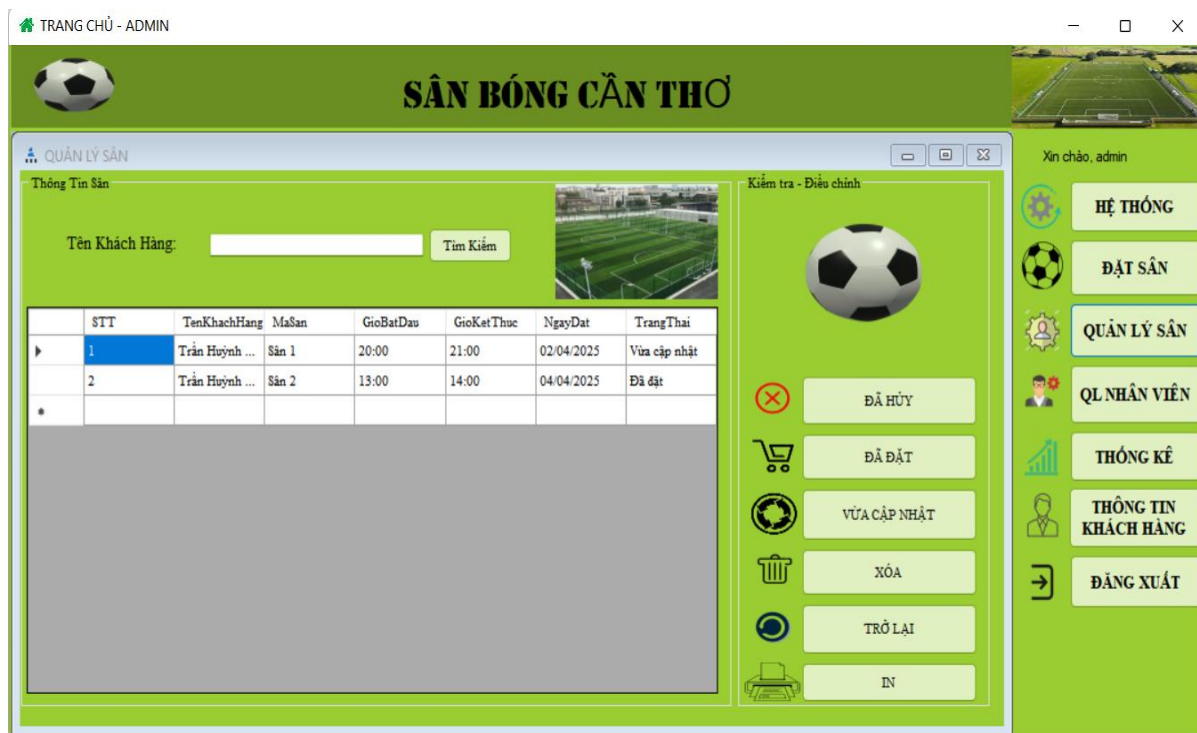 TRANG CHỦ - ADMIN
SÂN BÓNG CẦN THƠ
QUẢN LÝ SÂN
Thông Tin Sân
Tên Khách Hàng:
Tìm Kiếm
STT TenKhachHang MaSan GioBatDau GioKetThuc NgayDat TrangThai
1 Trần Huỳnh ... Sân 1 20:00 21:00 02/04/2025 Vừa cập nhật
2 Trần Huỳnh ... Sân 2 13:00 14:00 04/04/2025 Đã đặt
Kiểm tra - Điều chỉnh
ĐÃ HỦY
ĐÃ ĐẶT
VỪA CẬP NHẬT
XÓA
TRỞ LẠI
IN
Xin chào, admin
HỆ THỐNG
ĐẶT SÂN
QUẢN LÝ SÂN
QL NHÂN VIÊN
THỐNG KÊ
THÔNG TIN
KHÁCH HÀNG
ĐĂNG XUẤT